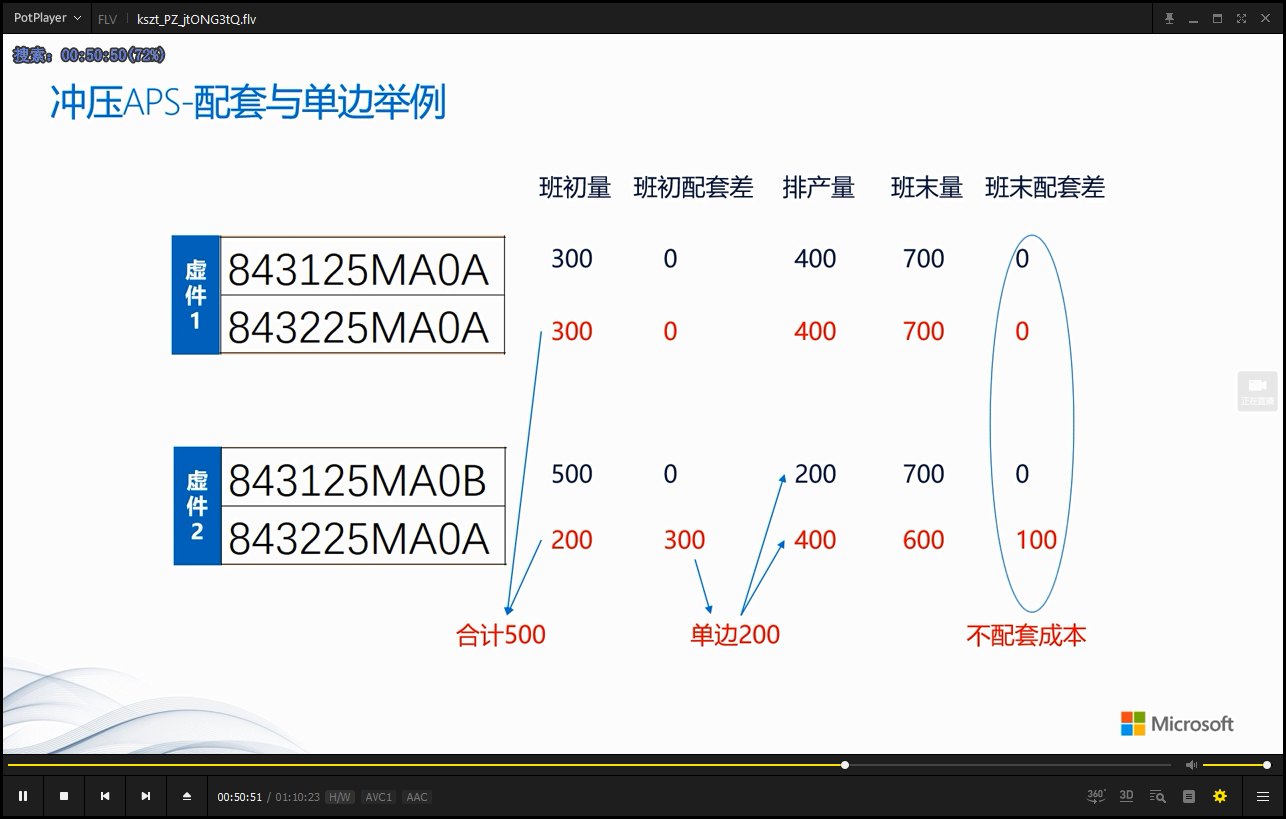 PotPlayer FLV kszt_PZ_jtONG3tQ.flv
搜索: 00:50:50(72%)
冲压APS-配套与单边举例
班初量 班初配套差 排产量 班末量 班末配套差
虚件1
843125MA0A 300 0 400 700 0
843225MA0A 300 0 400 700 0
虚件2
843125MA0B 500 0 200 700 0
843225MA0A 200 300 400 600 100
合计500 单边200 不配套成本
正在直播
Microsoft
00:50:51 / 01:10:23 H/W AVC1 AAC
360° 3D